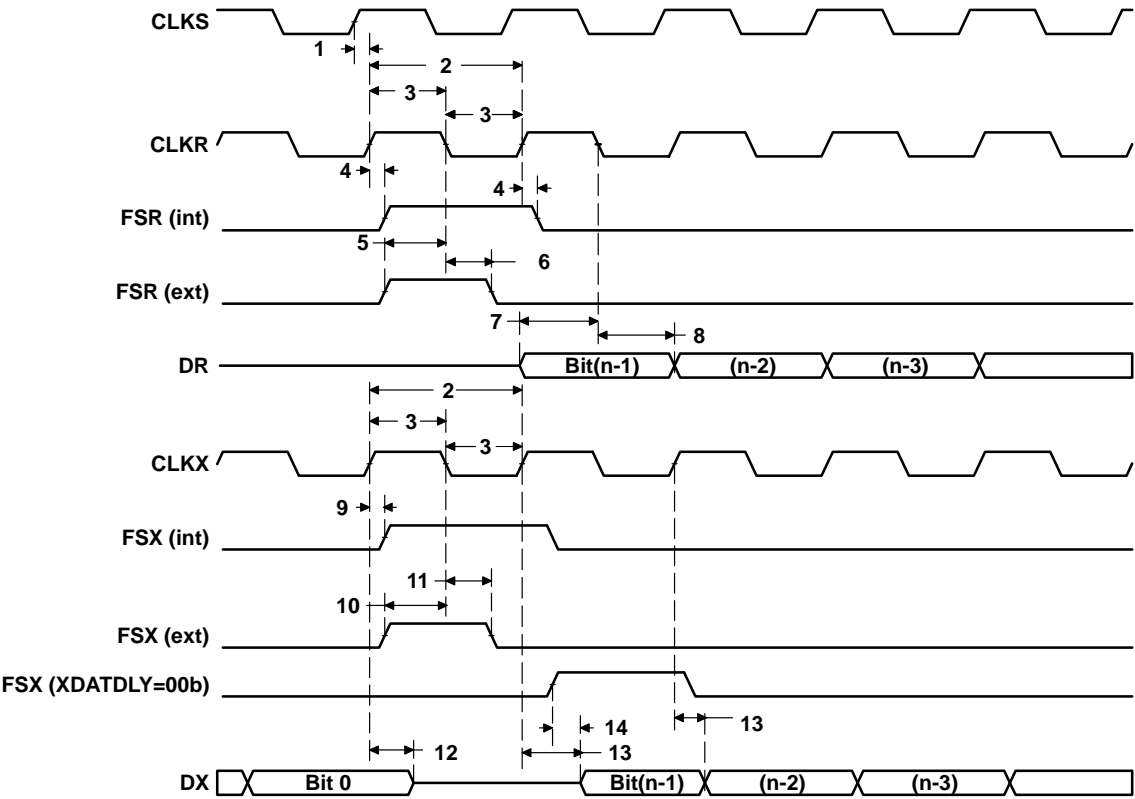 CLKS
1
2
3
3
CLKR
4
4
FSR (int)
5
6
FSR (ext)
7
8
DR Bit(n-1) (n-2) (n-3)
2
3
3
CLKX
9
FSX (int)
11
10
FSX (ext)
FSX (XDATDLY=00b)
14
13
12
13
DX Bit 0 Bit(n-1) (n-2) (n-3)